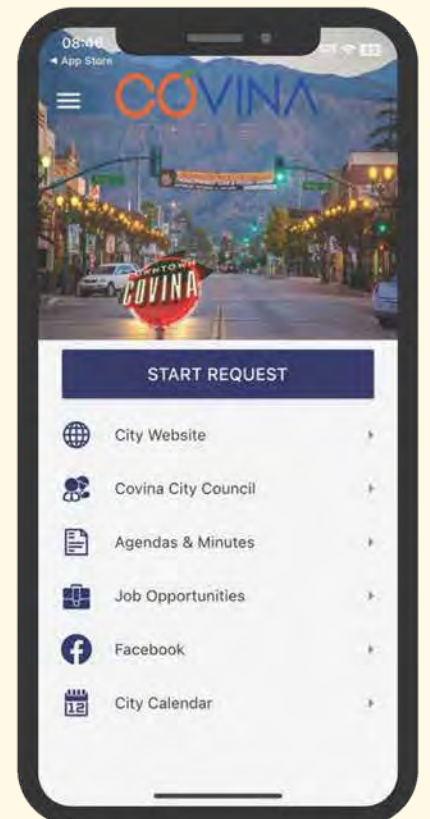 08:46
App Store
COVINA
DOWNTOWN
COVINA
START REQUEST
City Website
Covina City Council
Agendas & Minutes
Job Opportunities
Facebook
12
City Calendar